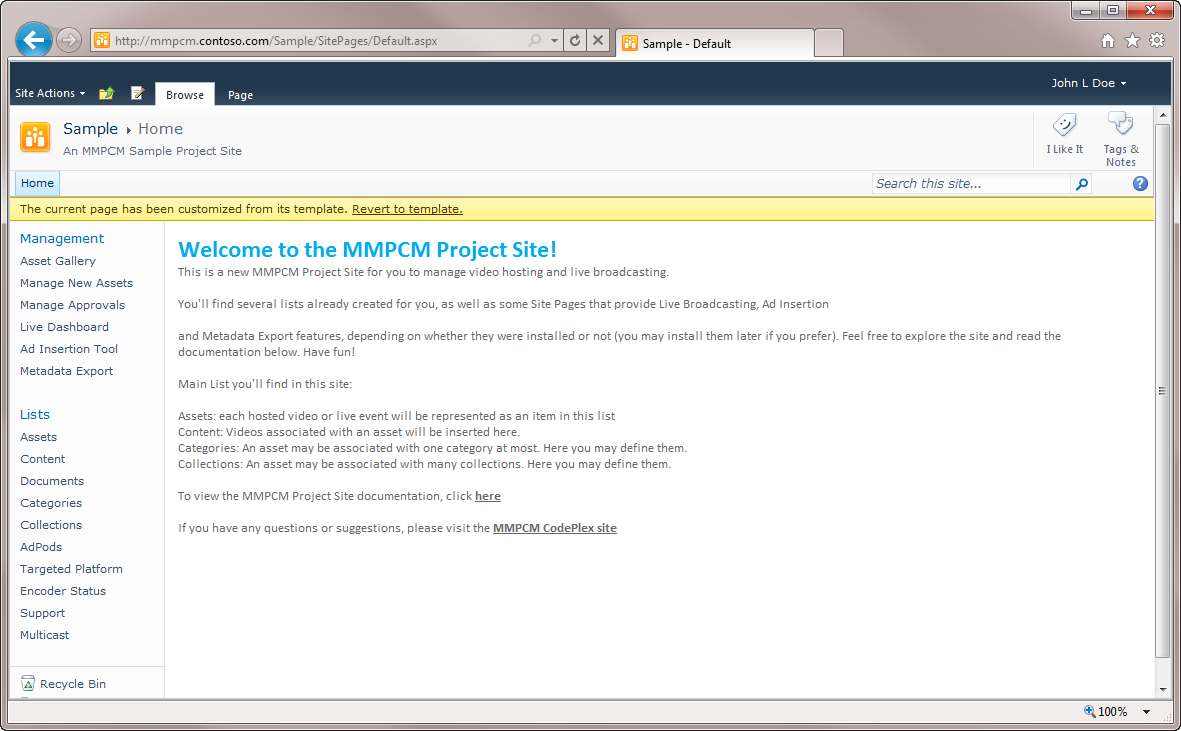 http://mmpcm.contoso.com/Sample/SitePages/Default.aspx
Sample - Default
Site Actions
Browse
Page
John L Doe
Sample ▸ Home
An MMPCM Sample Project Site
I Like It
Tags &
Notes
Home
Search this site...
The current page has been customized from its template. Revert to template.
Management
Asset Gallery
Manage New Assets
Manage Approvals
Live Dashboard
Ad Insertion Tool
Metadata Export
Lists
Assets
Content
Documents
Categories
Collections
AdPods
Targeted Platform
Encoder Status
Support
Multicast
Recycle Bin
Welcome to the MMPCM Project Site!
This is a new MMPCM Project Site for you to manage video hosting and live broadcasting.
You'll find several lists already created for you, as well as some Site Pages that provide Live Broadcasting, Ad Insertion
and Metadata Export features, depending on whether they were installed or not (you may install them later if you prefer). Feel free to explore the site and read the
documentation below. Have fun!
Main List you'll find in this site:
Assets: each hosted video or live event will be represented as an item in this list
Content: Videos associated with an asset will be inserted here.
Categories: An asset may be associated with one category at most. Here you may define them.
Collections: An asset may be associated with many collections. Here you may define them.
To view the MMPCM Project Site documentation, click here
If you have any questions or suggestions, please visit the MMPCM CodePlex site
100%